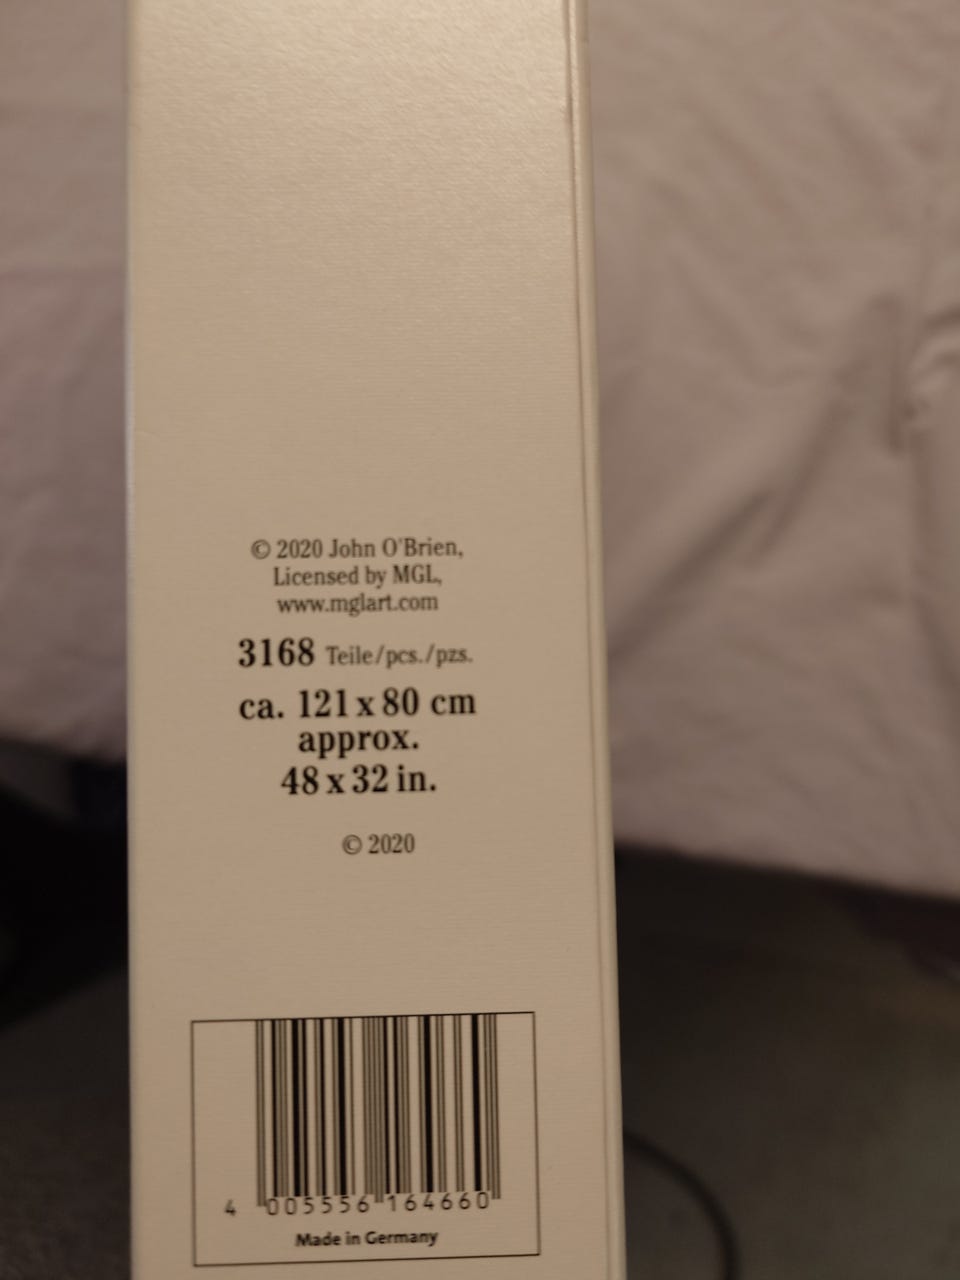 © 2020 John O'Brien,
Licensed by MGL,
www.mglart.com
3168 Teile/pcs./pzs.
ca. 121 x 80 cm
approx.
48 x 32 in.
© 2020
4 005556 164660
Made in Germany